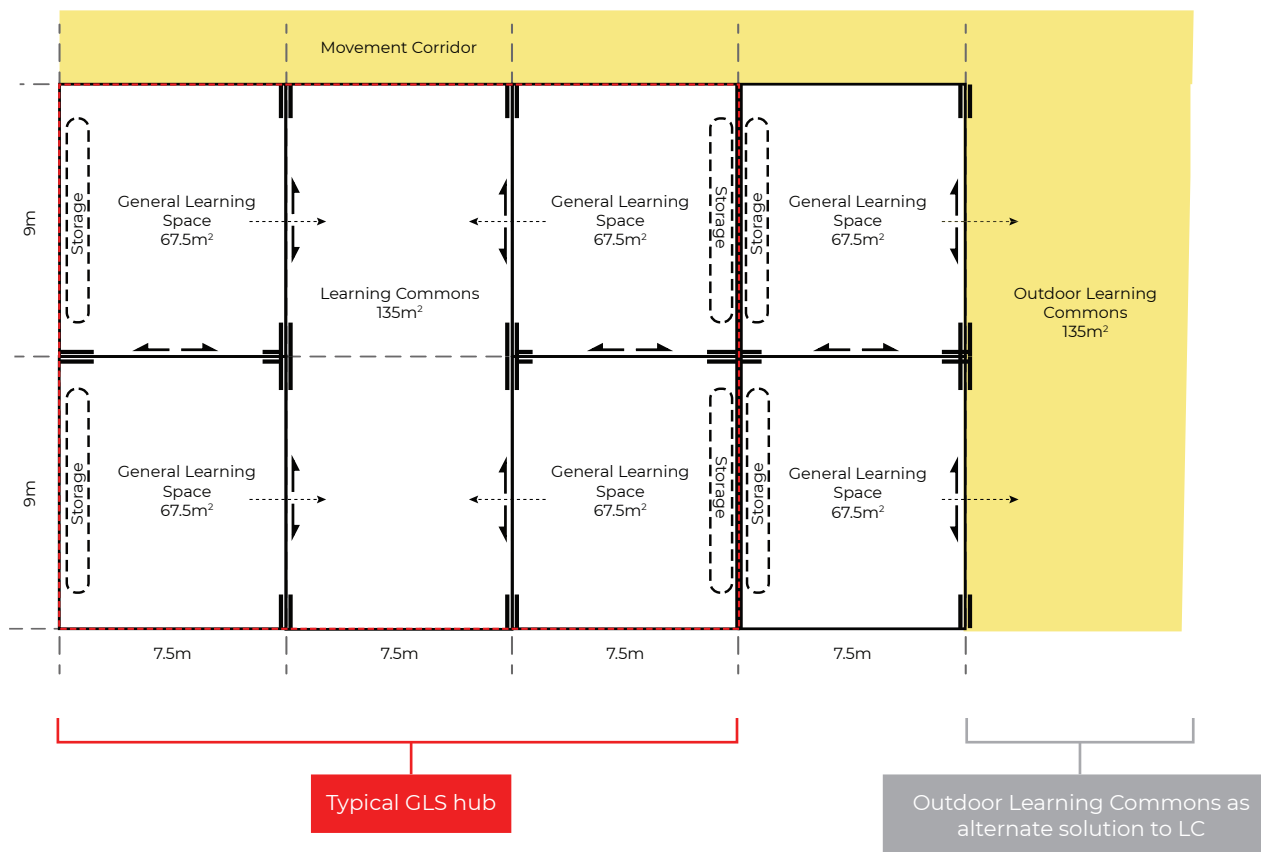 Movement Corridor
9m
Storage
General Learning
Space
67.5m²
Learning Commons
135m²
General Learning
Space
67.5m²
Storage
Storage
General Learning
Space
67.5m²
Outdoor Learning
Commons
135m²
9m
Storage
General Learning
Space
67.5m²
General Learning
Space
67.5m²
Storage
Storage
General Learning
Space
67.5m²
7.5m
7.5m
7.5m
7.5m
Typical GLS hub
Outdoor Learning Commons as
alternate solution to LC